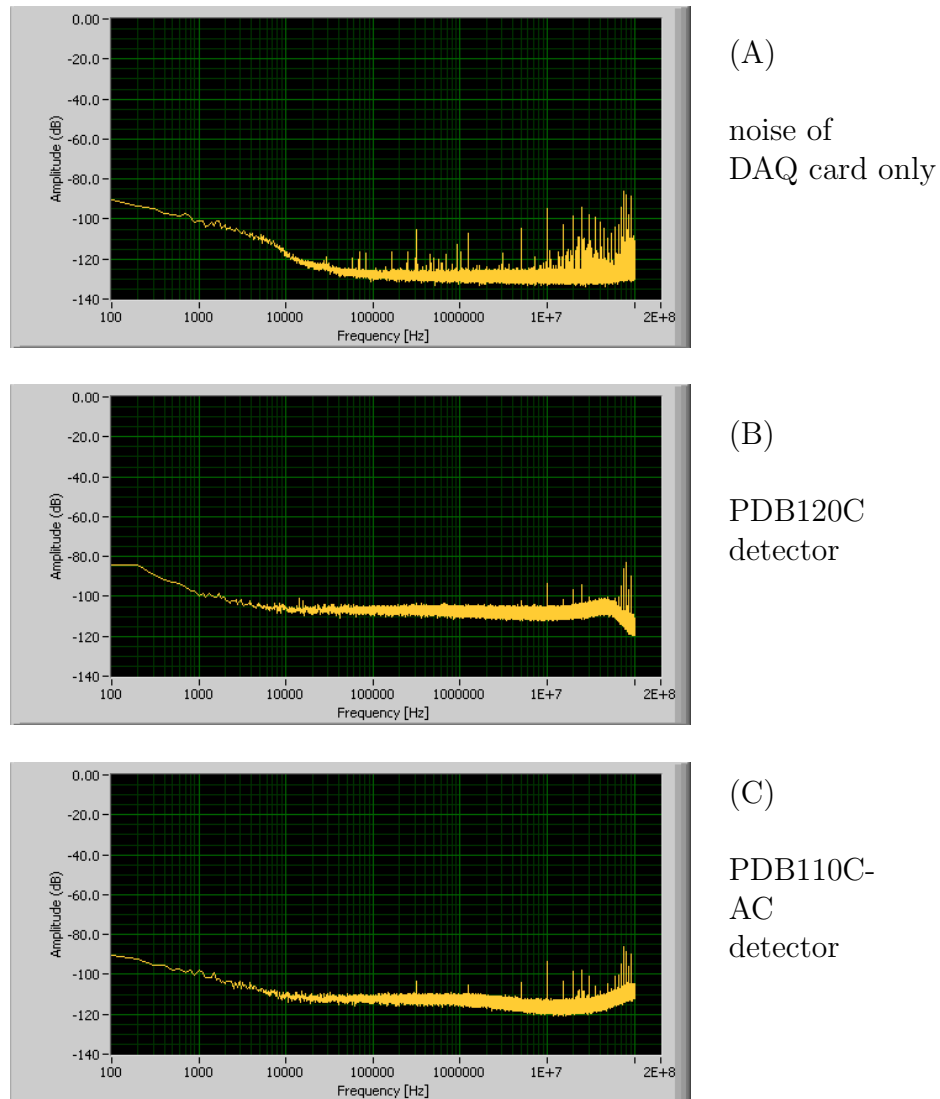 0.00
-20.0
-40.0
-60.0
-80.0
-100
-120
-140
Amplitude (dB)
100 1000 10000 100000 1000000 1E+7 2E+8
Frequency [Hz]
(A)
noise of
DAQ card only
0.00
-20.0
-40.0
-60.0
-80.0
-100
-120
-140
Amplitude (dB)
100 1000 10000 100000 1000000 1E+7 2E+8
Frequency [Hz]
(B)
PDB120C
detector
0.00
-20.0
-40.0
-60.0
-80.0
-100
-120
-140
Amplitude (dB)
100 1000 10000 100000 1000000 1E+7 2E+8
Frequency [Hz]
(C)
PDB110C-
AC
detector